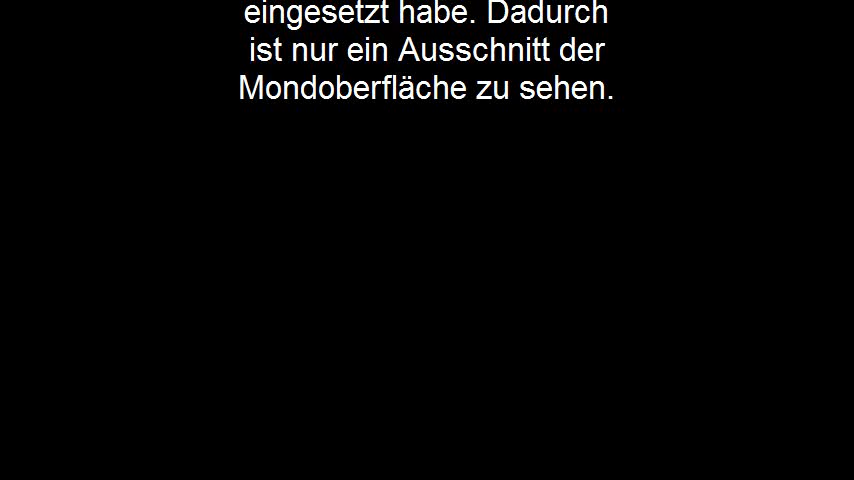 eingesetzt habe. Dadurch
ist nur ein Ausschnitt der
Mondoberfläche zu sehen.